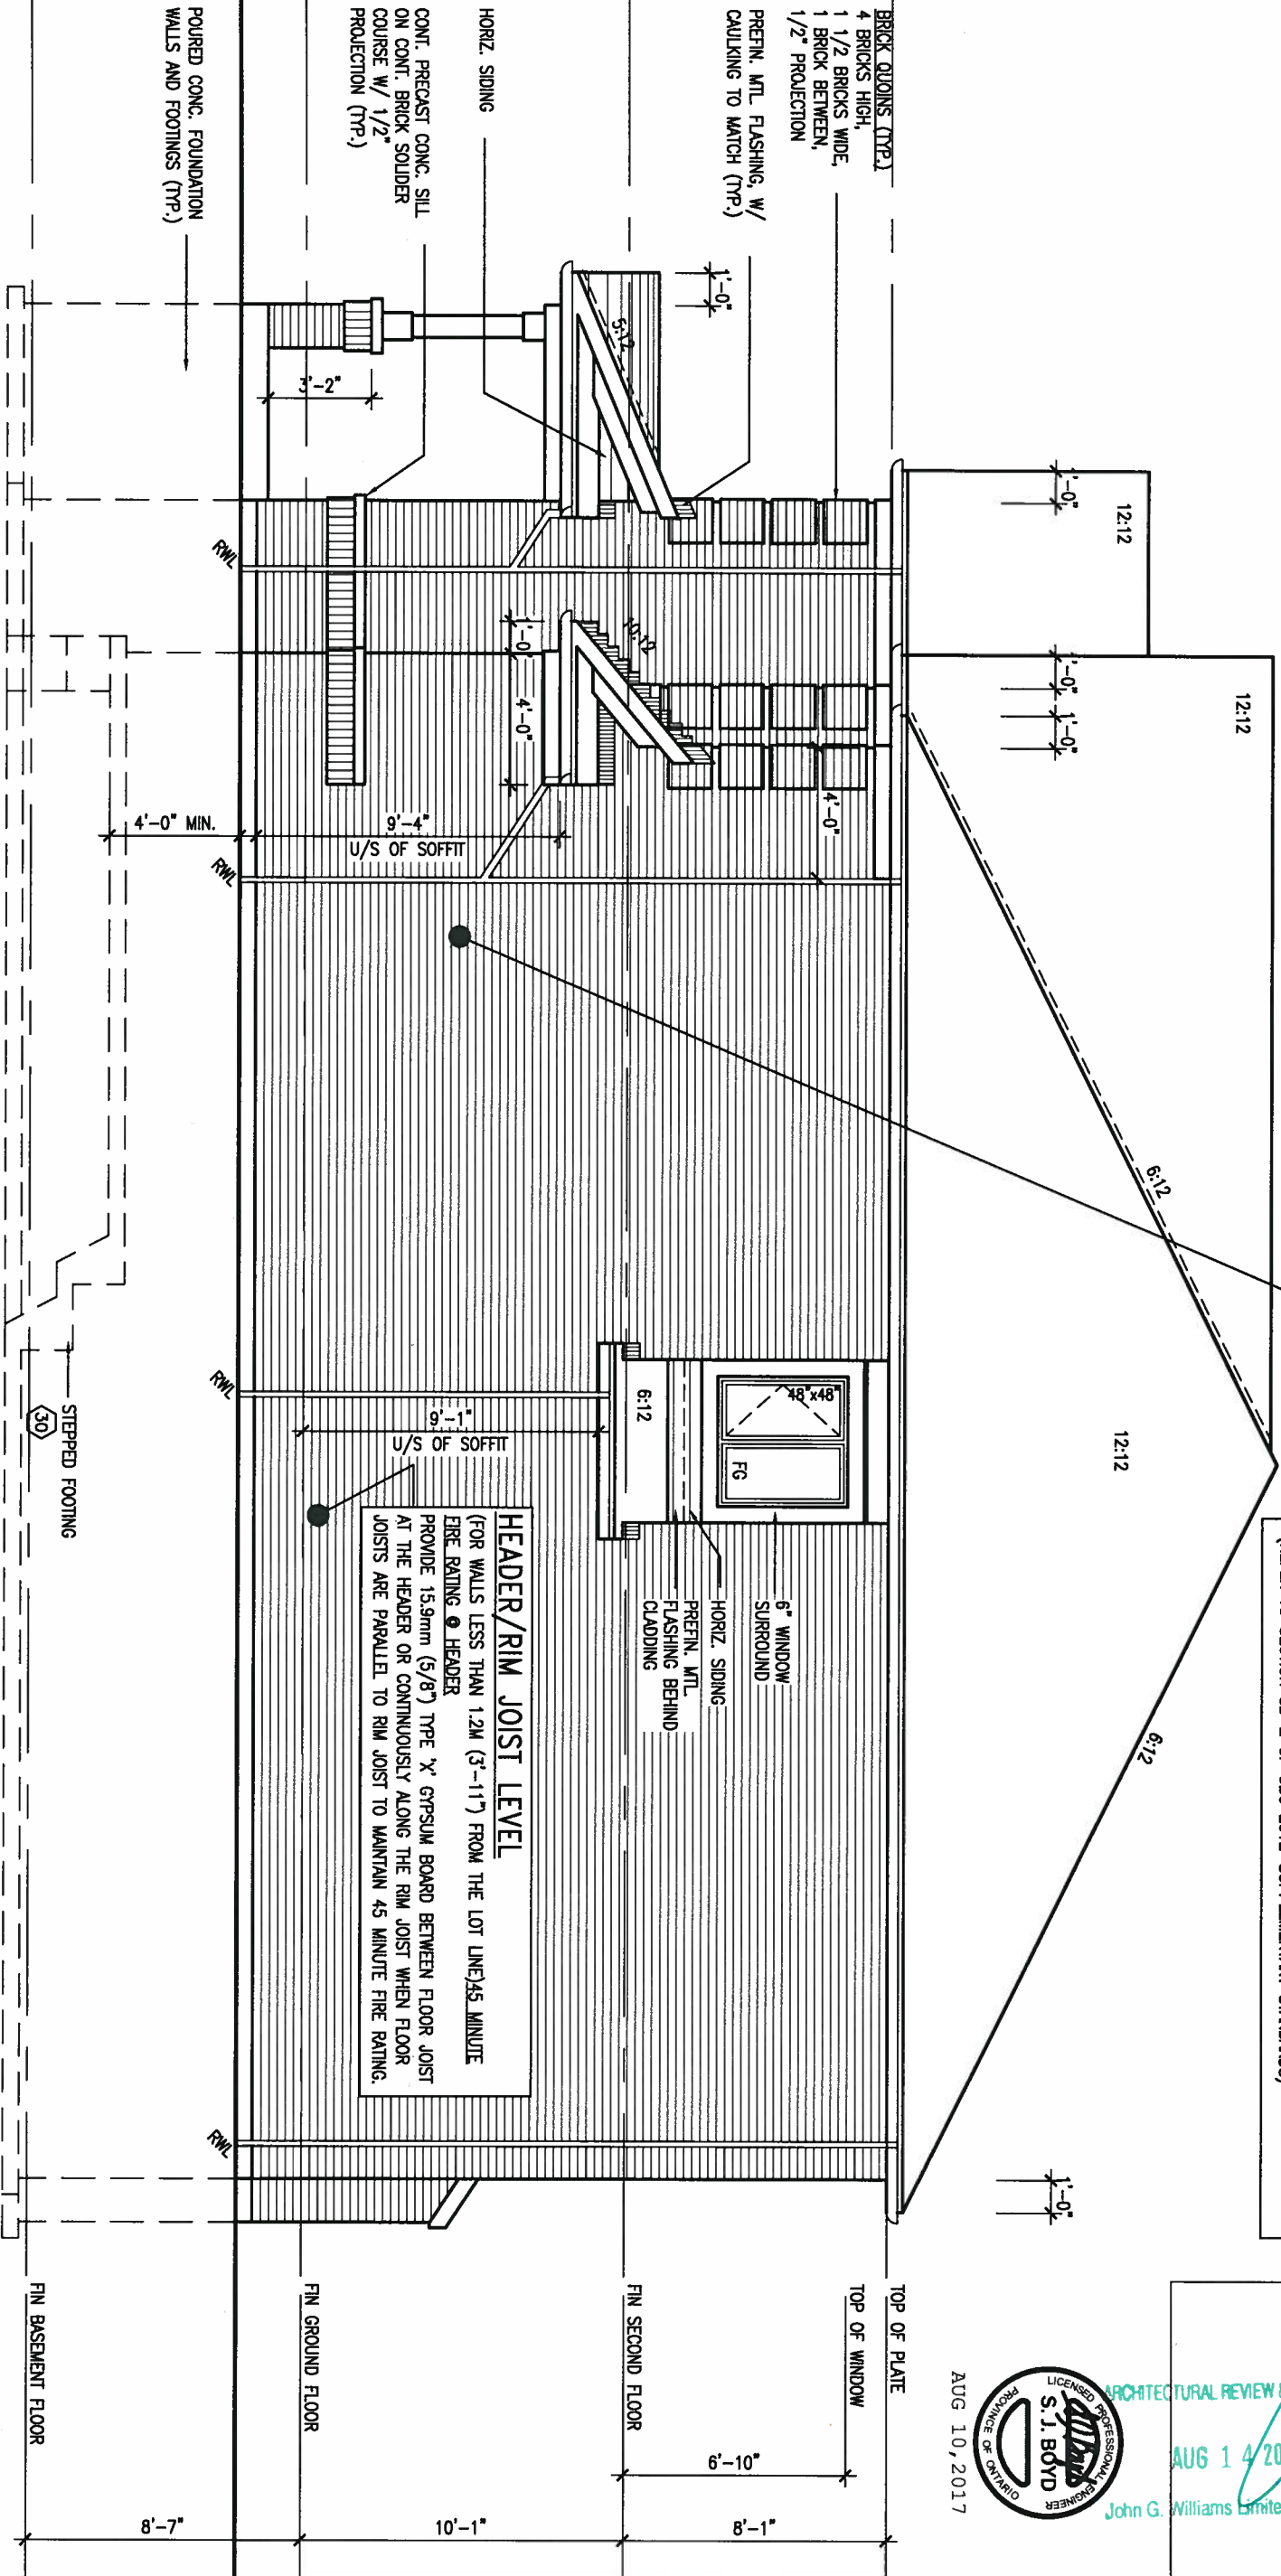 BRICK QUOINS (TYP.)
4 BRICKS HIGH,
1 1/2 BRICKS WIDE,
1 BRICK BETWEEN,
1/2" PROJECTION
PREFIN. MTL. FLASHING, W/
CAULKING TO MATCH (TYP.)
HORIZ. SIDING
CONT. PRECAST CONC. SILL
ON CONT. BRICK SOLIDER
COURSE W/ 1/2"
PROJECTION (TYP.)
POURED CONC. FOUNDATION
WALLS AND FOOTINGS (TYP.)
1'-0"
5:12
3'-2"
12:12
1'-0"
RWL
10:12
1'-0"
4'-0"
12:12
1'-0"
1'-0"
4'-0"
9'-4"
U/S OF SOFFIT
4'-0" MIN.
RWL
6:12
12:12
6:12
48"x48"
FG
6:12
RWL
9'-1"
U/S OF SOFFIT
STEPPED FOOTING
30
6" WINDOW
SURROUND
HORIZ. SIDING
PREFIN. MTL.
FLASHING BEHIND
CLADDING
HEADER/RIM JOIST LEVEL
(FOR WALLS LESS THAN 1.2M (3'-11") FROM THE LOT LINE)45 MINUTE
FIRE RATING @ HEADER
PROVIDE 15.9mm (5/8") TYPE 'X' GYPSUM BOARD BETWEEN FLOOR JOIST
AT THE HEADER OR CONTINUOUSLY ALONG THE RIM JOIST WHEN FLOOR
JOISTS ARE PARALLEL TO RIM JOIST TO MAINTAIN 45 MINUTE FIRE RATING.
RWL
1'-0"
TOP OF PLATE
TOP OF WINDOW
FIN SECOND FLOOR
FIN GROUND FLOOR
FIN BASEMENT FLOOR
6'-10"
8'-1"
10'-1"
8'-7"
LICENSED PROFESSIONAL ENGINEER
S. J. BOYD
PROVINCE OF ONTARIO
AUG 10, 2017
ARCHITECTURAL REVIEW &
AUG 14 20
John G. Williams Limite